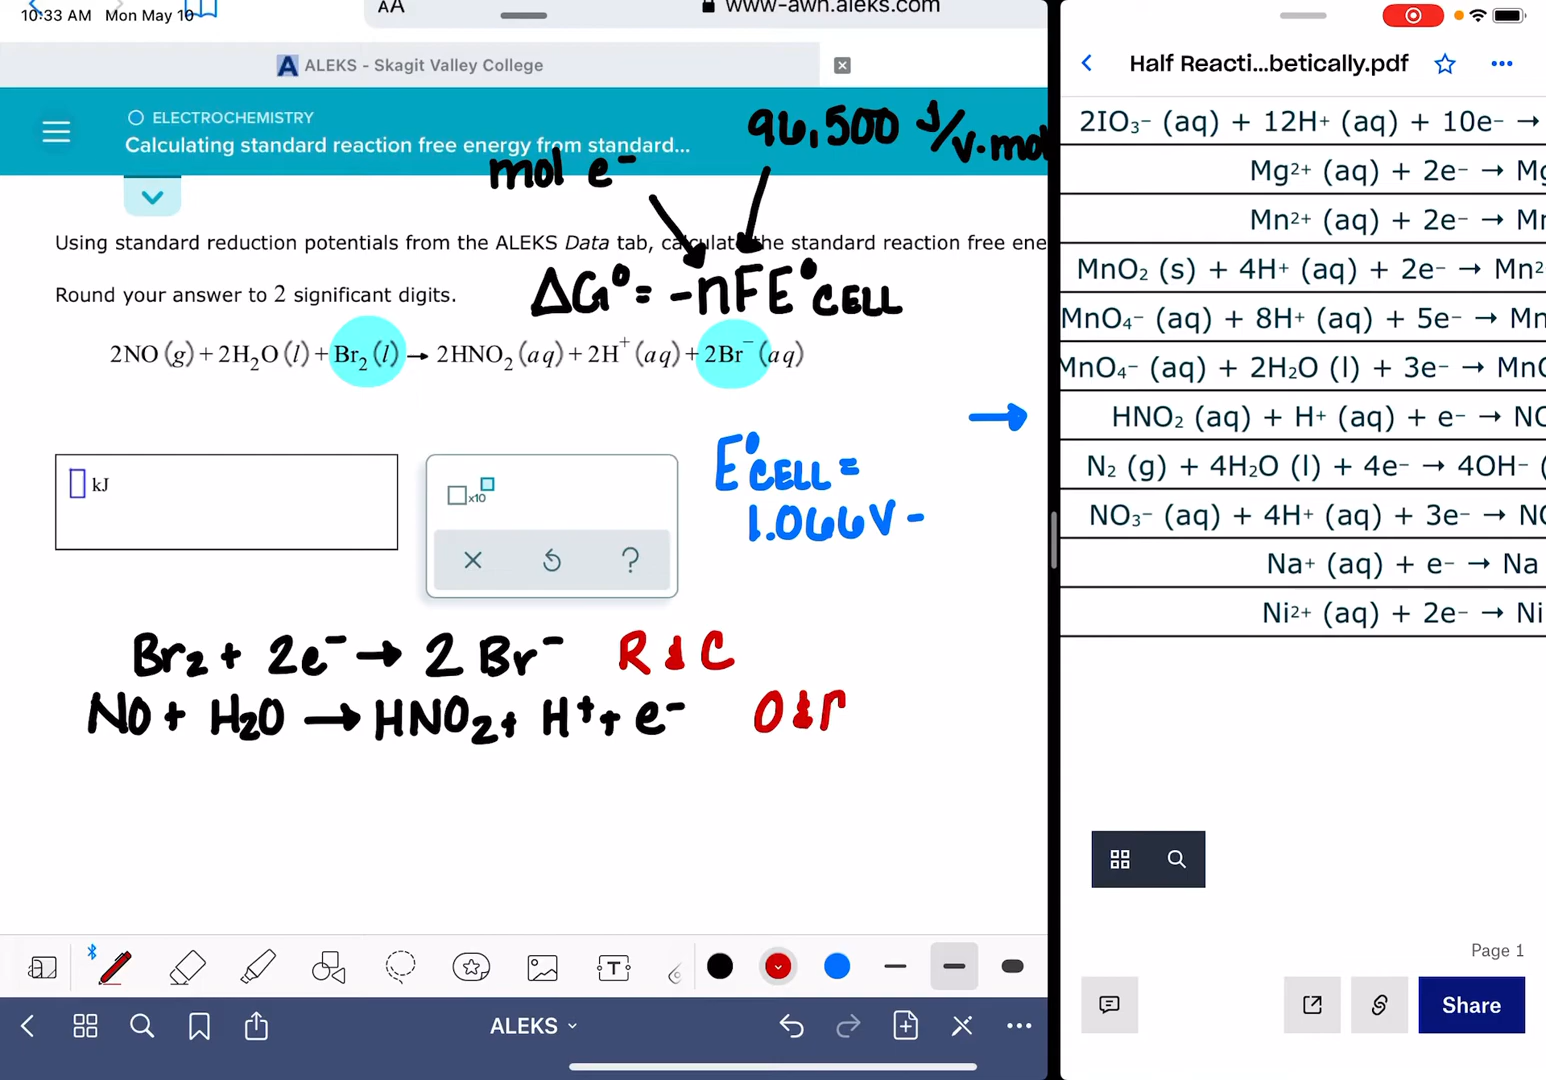 10:33 AM Mon May 10
AA
www-awn.aleks.com
A ALEKS - Skagit Valley College
ELECTROCHEMISTRY
Calculating standard reaction free energy from standard...
mol e⁻
96,500 J/V·mol
Using standard reduction potentials from the ALEKS Data tab, calculate the standard reaction free ene
Round your answer to 2 significant digits.
ΔG° = -nFE°CELL
2NO (g) + 2H₂O (l) + Br₂ (l) → 2HNO₂ (aq) + 2H⁺ (aq) + 2Br⁻ (aq)
→
E°CELL =
1.066V -
kJ
x10
?
Br₂ + 2e⁻ → 2 Br⁻ R & C
NO + H₂O → HNO₂ + H⁺ + e⁻ O &
T
ALEKS
Half Reacti...betically.pdf
2IO₃⁻ (aq) + 12H⁺ (aq) + 10e⁻ →
Mg²⁺ (aq) + 2e⁻ → Mg
Mn²⁺ (aq) + 2e⁻ → Mn
MnO₂ (s) + 4H⁺ (aq) + 2e⁻ → Mn²
MnO₄⁻ (aq) + 8H⁺ (aq) + 5e⁻ → Mn
MnO₄⁻ (aq) + 2H₂O (l) + 3e⁻ → MnO
HNO₂ (aq) + H⁺ (aq) + e⁻ → NO
N₂ (g) + 4H₂O (l) + 4e⁻ → 4OH⁻ (
NO₃⁻ (aq) + 4H⁺ (aq) + 3e⁻ → NO
Na⁺ (aq) + e⁻ → Na
Ni²⁺ (aq) + 2e⁻ → Ni
Page 1
Share